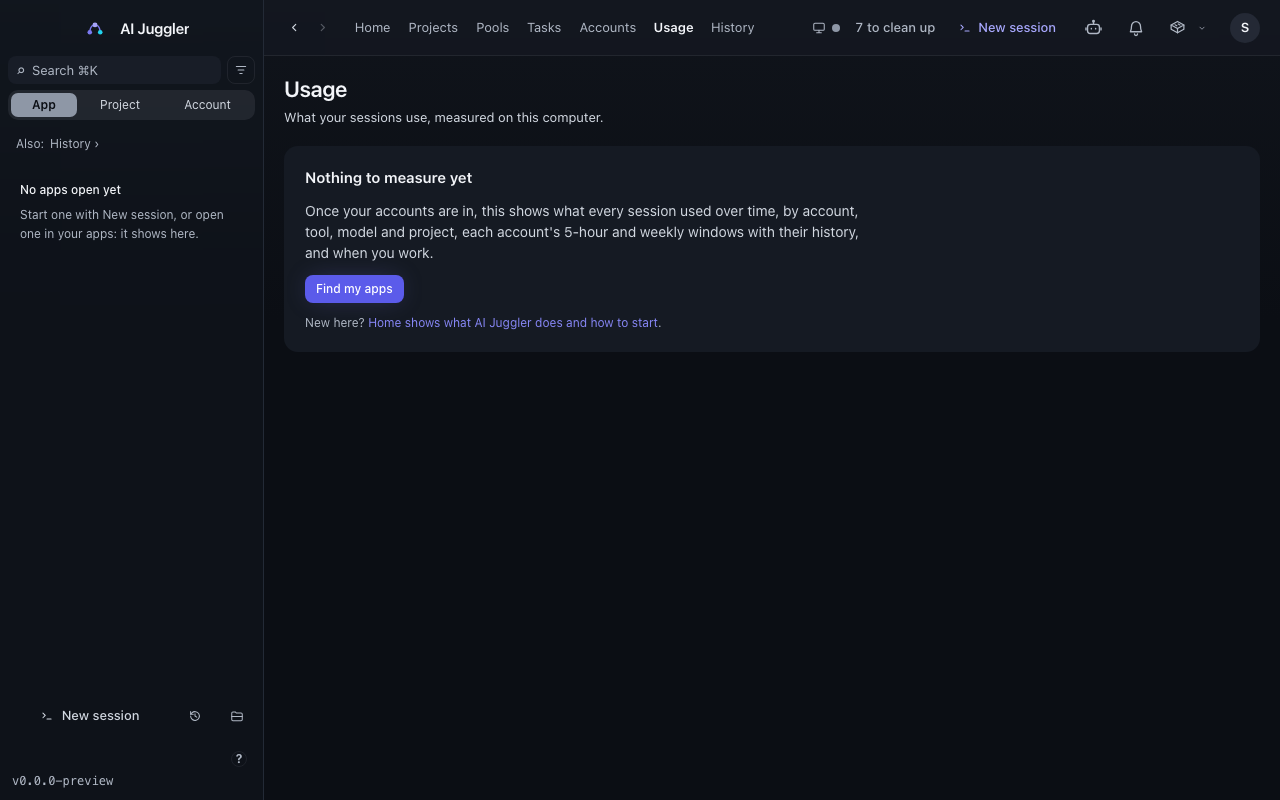 AI Juggler
Search ⌘K
App
Project
Account
Also: History ›
No apps open yet
Start one with New session, or open
one in your apps: it shows here.
New session
?
v0.0.0-preview
Home
Projects
Pools
Tasks
Accounts
Usage
History
7 to clean up
New session
S
Usage
What your sessions use, measured on this computer.
Nothing to measure yet
Once your accounts are in, this shows what every session used over time, by account,
tool, model and project, each account's 5-hour and weekly windows with their history,
and when you work.
Find my apps
New here? Home shows what AI Juggler does and how to start.